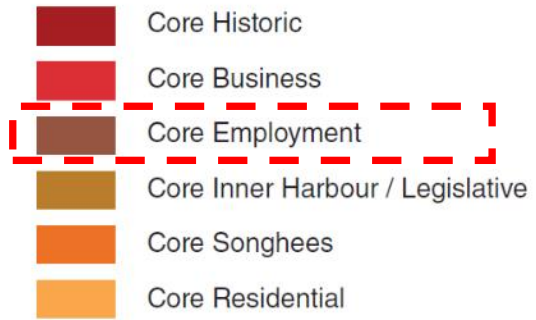 Core Historic
Core Business
Core Employment
Core Inner Harbour / Legislative
Core Songhees
Core Residential